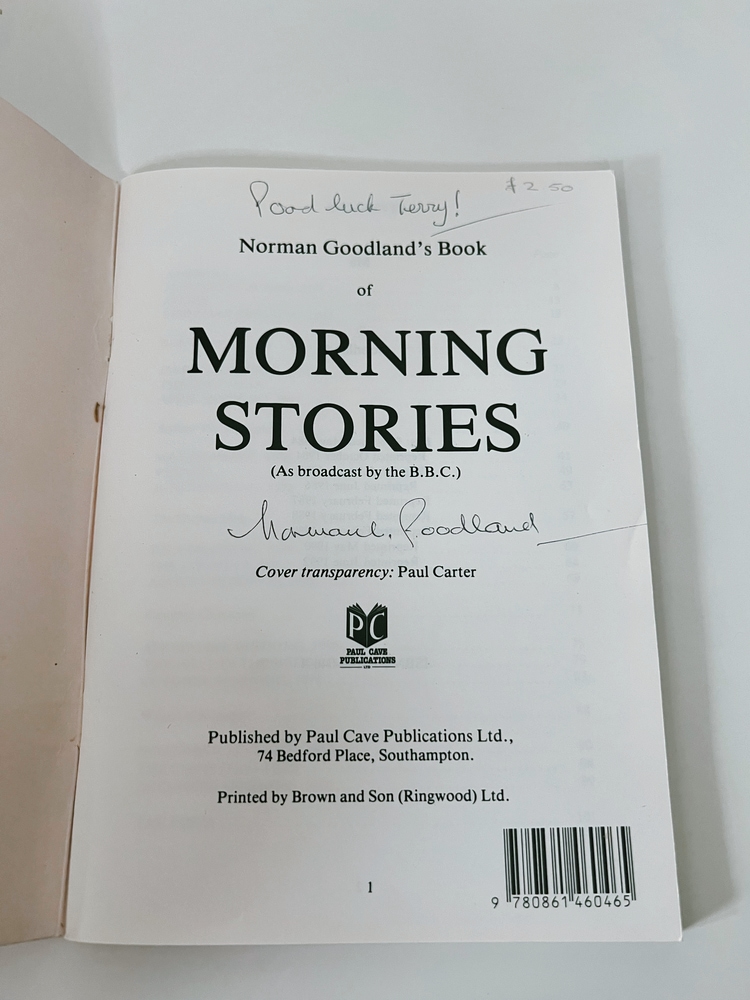 Good luck Terry!
$2.50
Norman Goodland's Book
of
MORNING
STORIES
(As broadcast by the B.B.C.)
Norman Goodland
Cover transparency: Paul Carter
PC
PAUL CAVE
PUBLICATIONS
LTD
Published by Paul Cave Publications Ltd.,
74 Bedford Place, Southampton.
Printed by Brown and Son (Ringwood) Ltd.
1
9 780861 460465